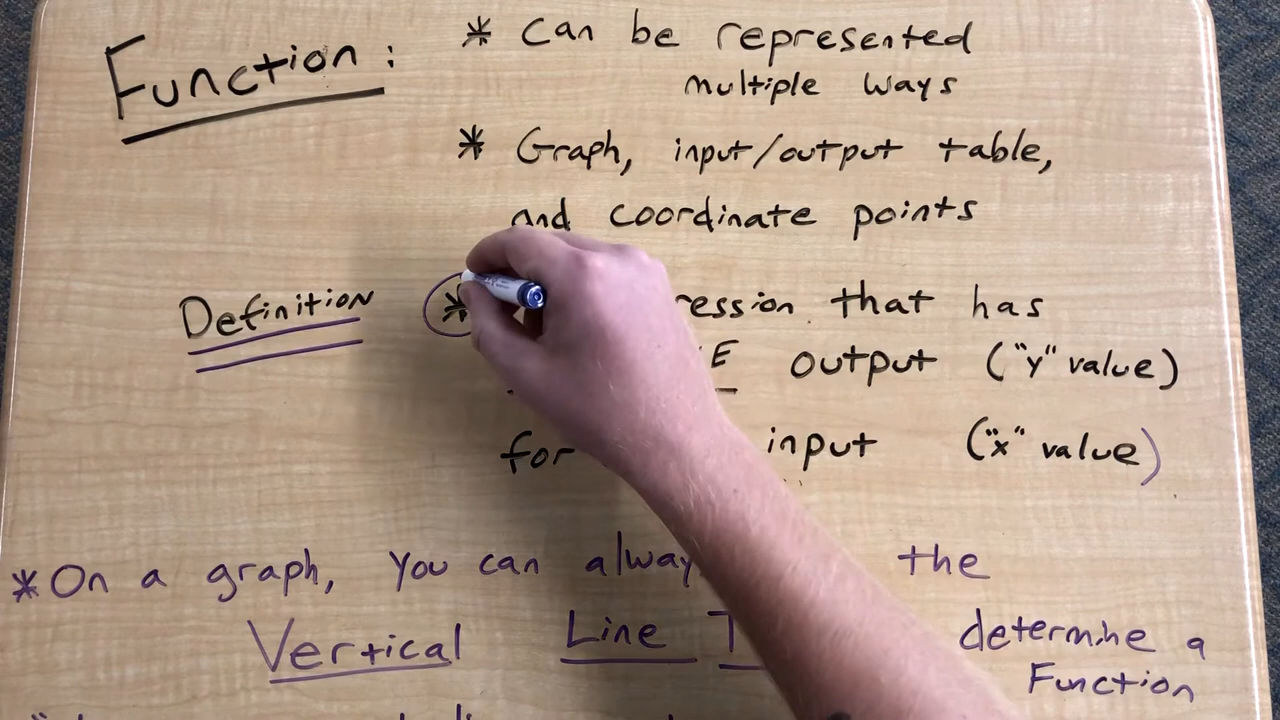 Function:
* Can be represented
multiple ways
* Graph, input/output table,
and coordinate points
Definition
* ression that has
E output ("y" value)
for input ("x" value)
*On a graph, you can alway the
Vertical Line T determine a
Function